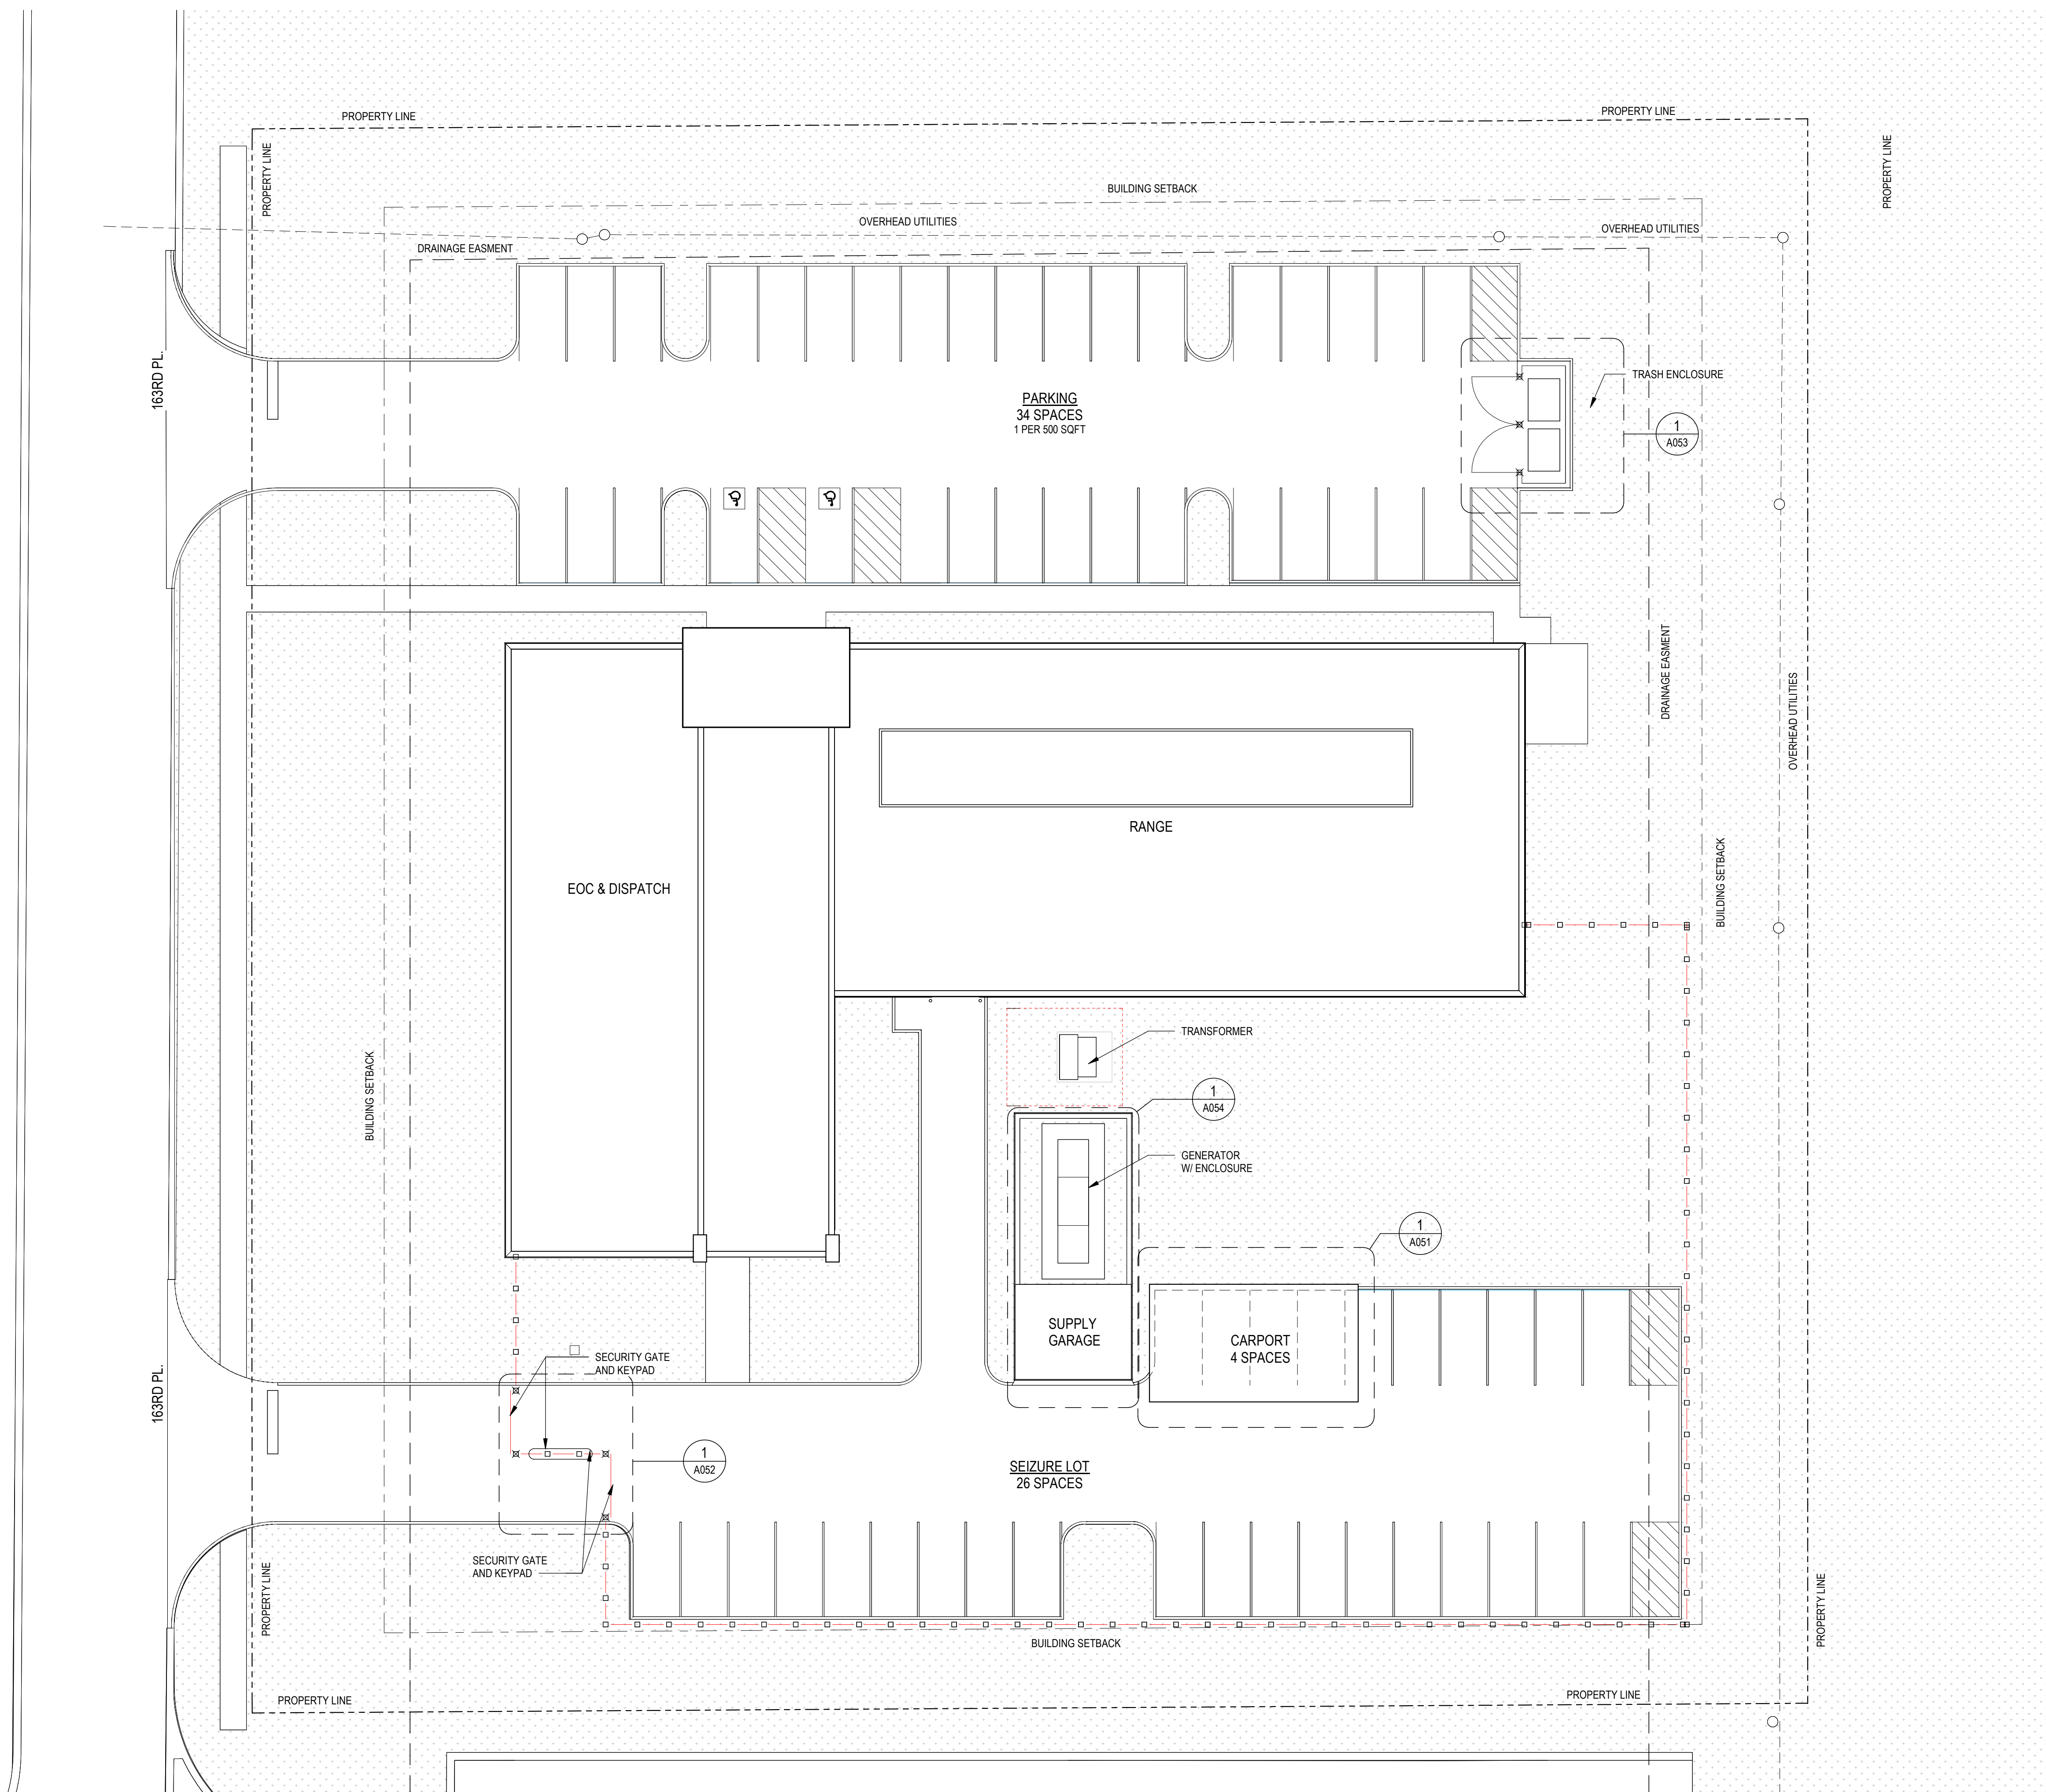 PROPERTY LINE
PROPERTY LINE
PROPERTY LINE
PROPERTY LINE
BUILDING SETBACK
OVERHEAD UTILITIES
OVERHEAD UTILITIES
DRAINAGE EASMENT
163RD PL.
PARKING
34 SPACES
1 PER 500 SQFT
TRASH ENCLOSURE
1
A053
DRAINAGE EASMENT
OVERHEAD UTILITIES
RANGE
EOC & DISPATCH
BUILDING SETBACK
BUILDING SETBACK
TRANSFORMER
1
A054
GENERATOR
W/ ENCLOSURE
1
A051
SUPPLY
GARAGE
CARPORT
4 SPACES
SECURITY GATE
AND KEYPAD
163RD PL.
1
A052
SEIZURE LOT
26 SPACES
SECURITY GATE
AND KEYPAD
PROPERTY LINE
PROPERTY LINE
BUILDING SETBACK
PROPERTY LINE
PROPERTY LINE